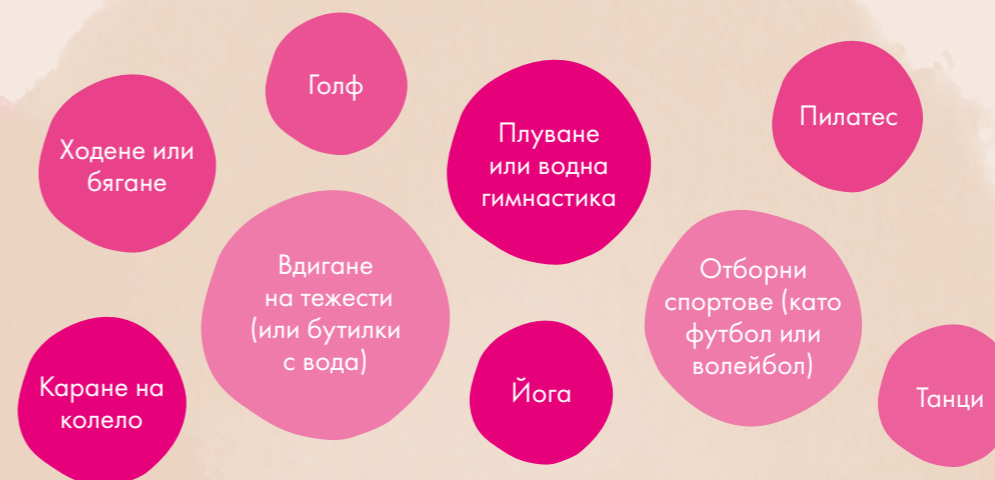 Голф
Ходене или
бягане
Плуване
или водна
гимнастика
Пилатес
Вдигане
на тежести
(или бутилки
с вода)
Отборни
спортове (като
футбол или
волейбол)
Каране на
колело
Йога
Танци